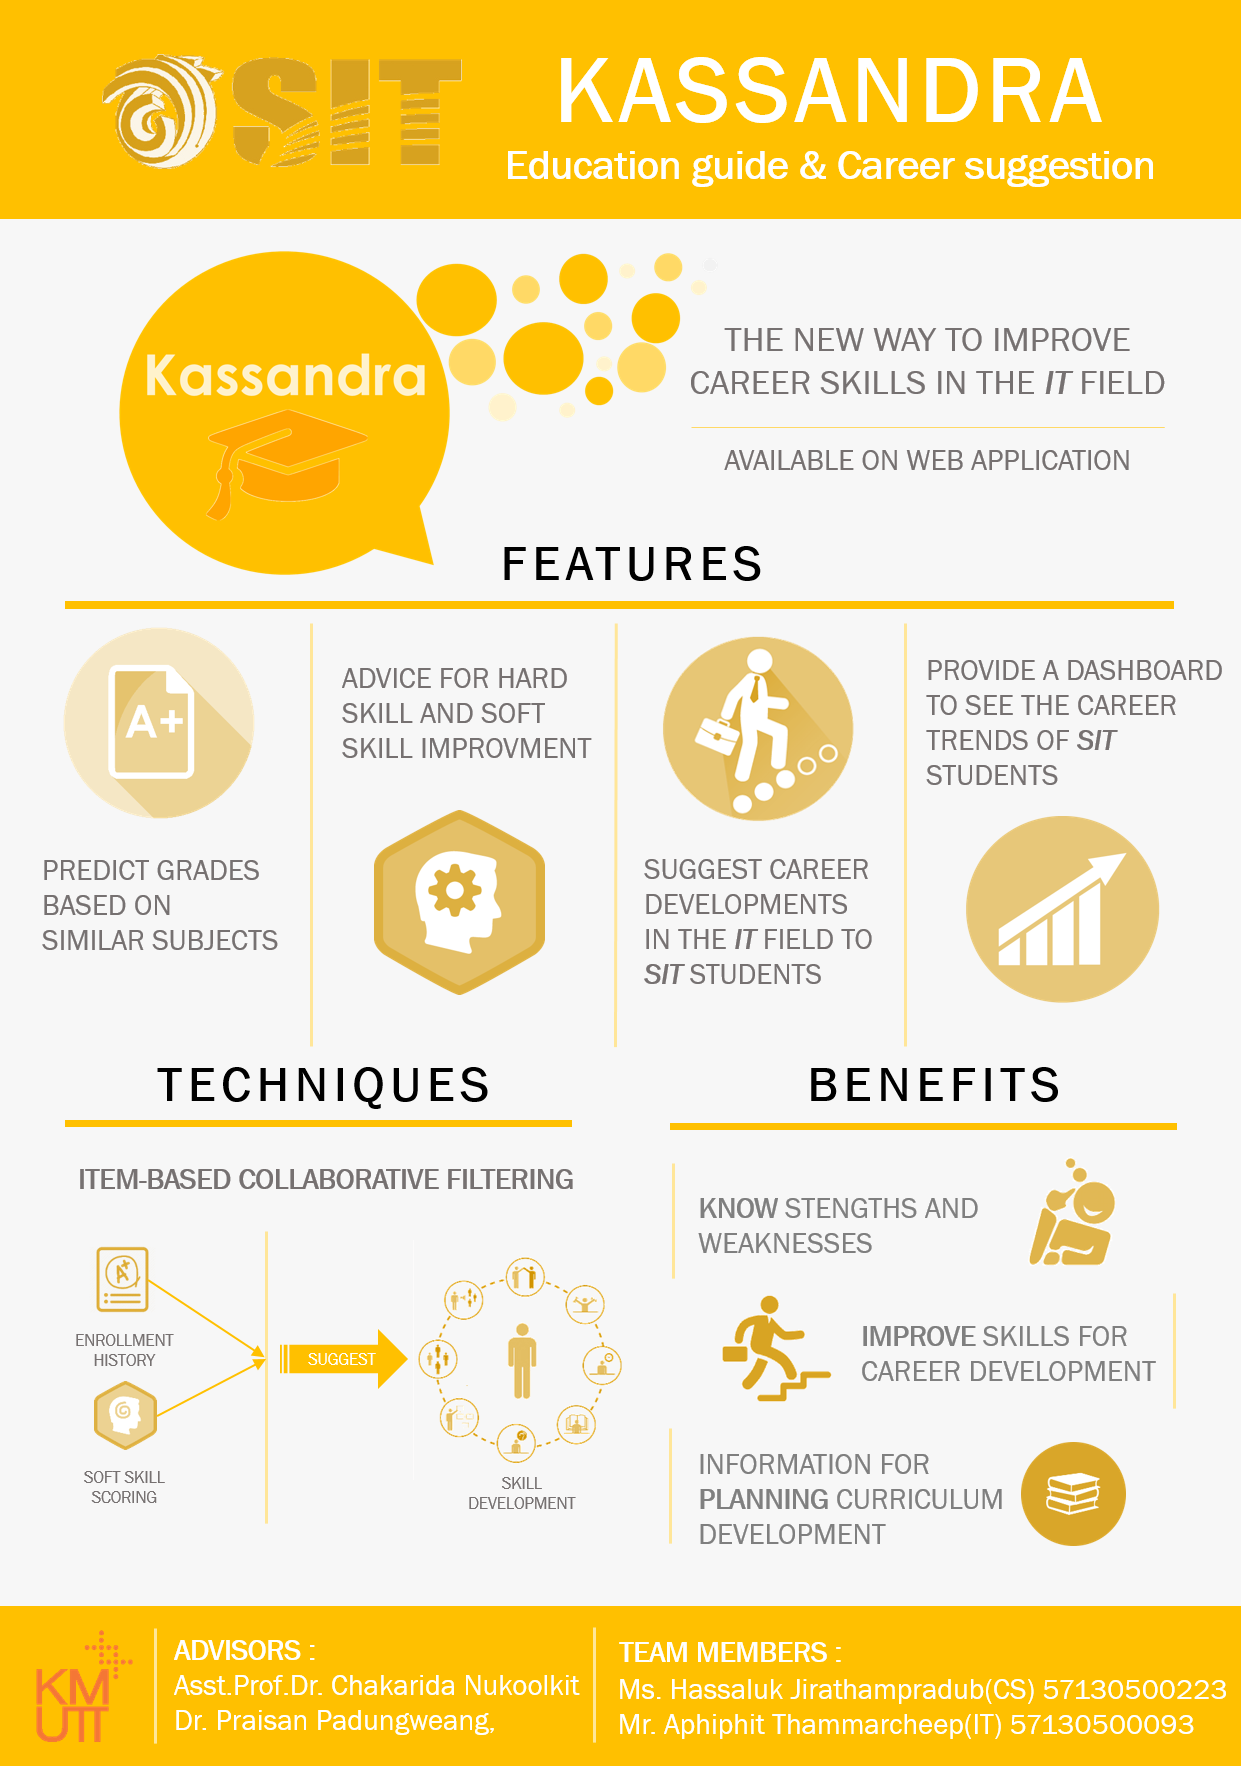 SIT
KASSANDRA
Education guide & Career suggestion
Kassandra
THE NEW WAY TO IMPROVE
CAREER SKILLS IN THE IT FIELD
AVAILABLE ON WEB APPLICATION
FEATURES
A+
PREDICT GRADES
BASED ON
SIMILAR SUBJECTS
ADVICE FOR HARD
SKILL AND SOFT
SKILL IMPROVMENT
SUGGEST CAREER
DEVELOPMENTS
IN THE IT FIELD TO
SIT STUDENTS
PROVIDE A DASHBOARD
TO SEE THE CAREER
TRENDS OF SIT
STUDENTS
TECHNIQUES
ITEM-BASED COLLABORATIVE FILTERING
A+
ENROLLMENT
HISTORY
SOFT SKILL
SCORING
SUGGEST
SKILL
DEVELOPMENT
BENEFITS
KNOW STENGTHS AND
WEAKNESSES
IMPROVE SKILLS FOR
CAREER DEVELOPMENT
INFORMATION FOR
PLANNING CURRICULUM
DEVELOPMENT
KM
UTT
ADVISORS :
Asst.Prof.Dr. Chakarida Nukoolkit
Dr. Praisan Padungweang,
TEAM MEMBERS :
Ms. Hassaluk Jirathampradub(CS) 57130500223
Mr. Aphiphit Thammarcheep(IT) 57130500093